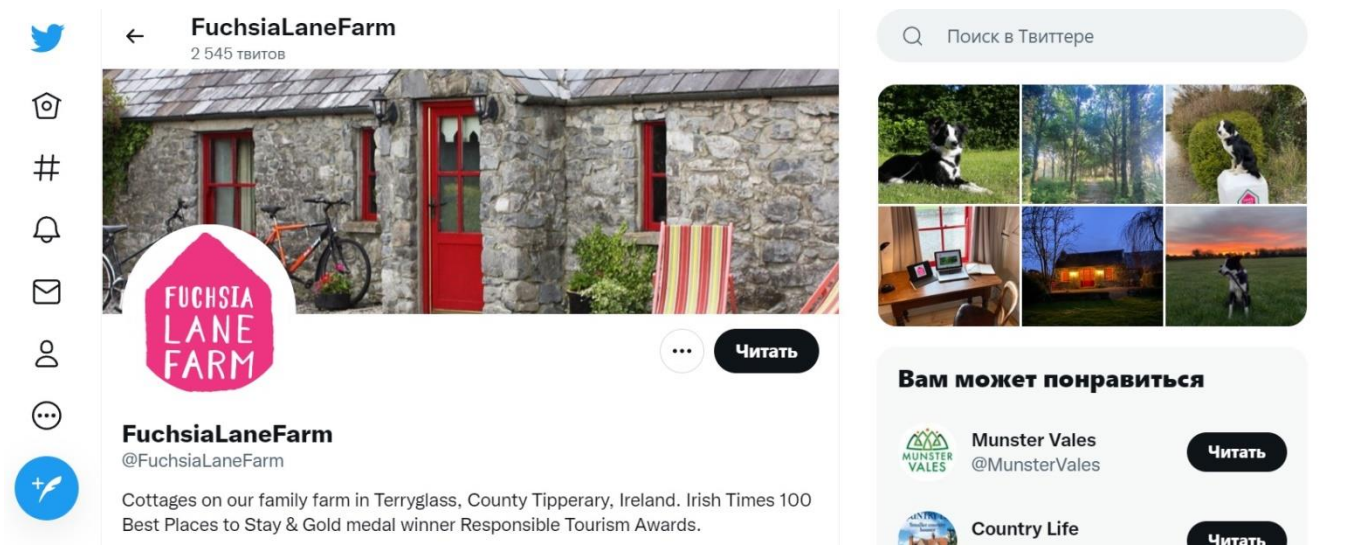 FuchsiaLaneFarm
2 545 твитов
FUCHSIA
LANE
FARM
Читать
FuchsiaLaneFarm
@FuchsiaLaneFarm
Cottages on our family farm in Terryglass, County Tipperary, Ireland. Irish Times 100
Best Places to Stay & Gold medal winner Responsible Tourism Awards.
Поиск в Твиттере
Вам может понравиться
MUNSTER
VALES
Munster Vales
@MunsterVales
Читать
Country Life
Читать